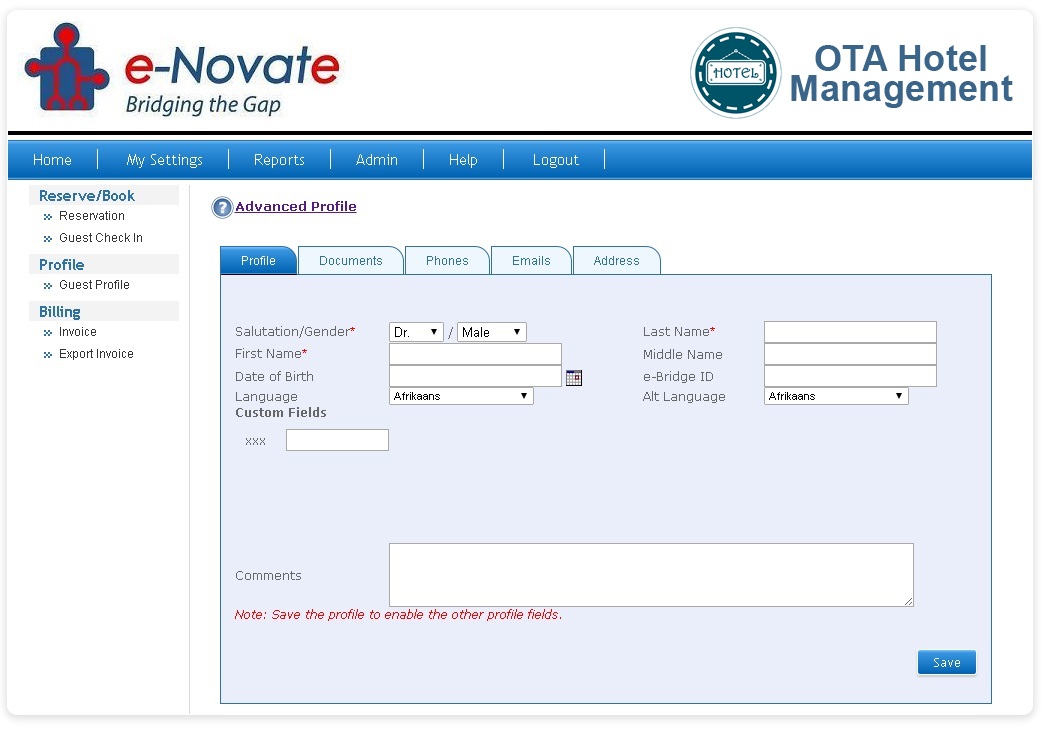 e-Novate
Bridging the Gap
HOTEL
OTA Hotel
Management
Home My Settings Reports Admin Help Logout
Reserve/Book
Reservation
Guest Check In
Profile
Guest Profile
Billing
Invoice
Export Invoice
? Advanced Profile
Profile Documents Phones Emails Address
Salutation/Gender* Dr. / Male Last Name*
First Name* Middle Name
Date of Birth e-Bridge ID
Language Afrikaans Alt Language Afrikaans
Custom Fields
xxx
Comments
Note: Save the profile to enable the other profile fields.
Save